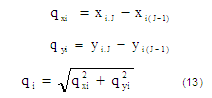 q_{xi} = x_{i,J} − x_{i(J−1)}
q_{yi} = y_{i,J} − y_{i(J−1)}
q_i = √(q_{xi}^2 + q_{yi}^2) (13)